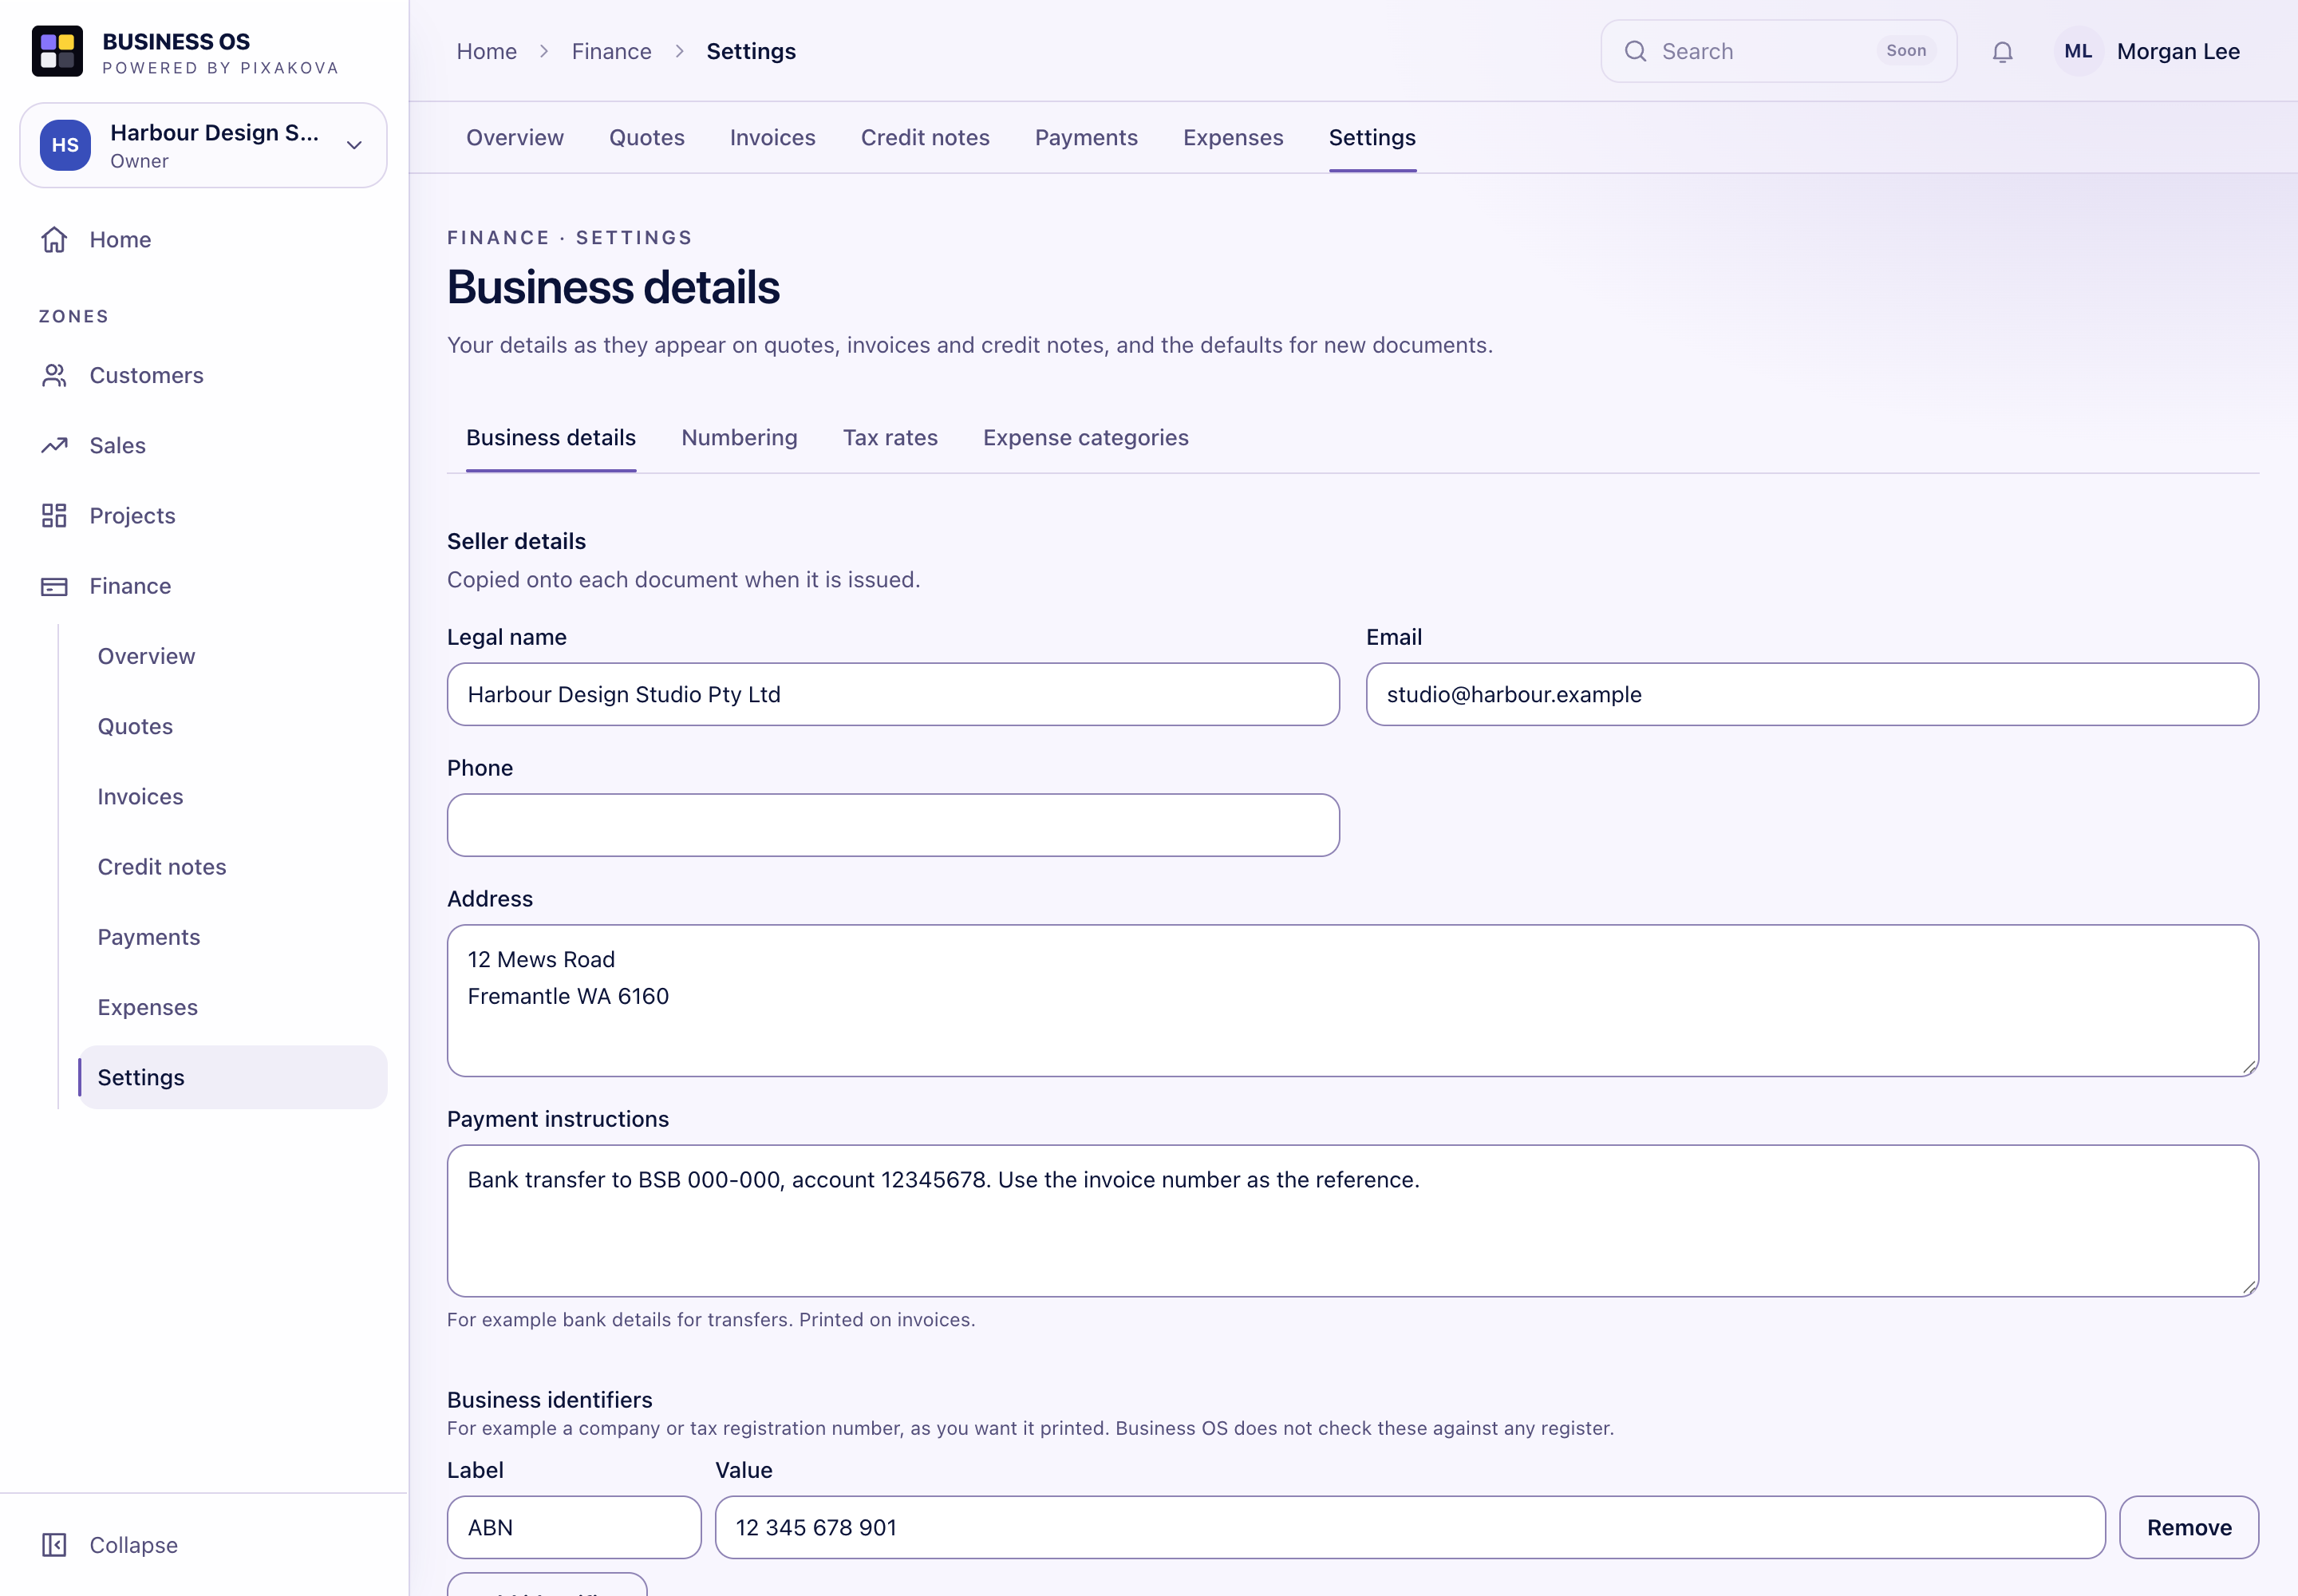 BUSINESS OS
POWERED BY PIXAKOVA
HS
Harbour Design S...
Owner
Home
ZONES
Customers
Sales
Projects
Finance
Overview
Quotes
Invoices
Credit notes
Payments
Expenses
Settings
Collapse
Home > Finance > Settings
Search Soon
ML Morgan Lee
Overview Quotes Invoices Credit notes Payments Expenses Settings
FINANCE · SETTINGS
Business details
Your details as they appear on quotes, invoices and credit notes, and the defaults for new documents.
Business details Numbering Tax rates Expense categories
Seller details
Copied onto each document when it is issued.
Legal name Email
Harbour Design Studio Pty Ltd studio@harbour.example
Phone
Address
12 Mews Road
Fremantle WA 6160
Payment instructions
Bank transfer to BSB 000-000, account 12345678. Use the invoice number as the reference.
For example bank details for transfers. Printed on invoices.
Business identifiers
For example a company or tax registration number, as you want it printed. Business OS does not check these against any register.
Label Value
ABN 12 345 678 901 Remove